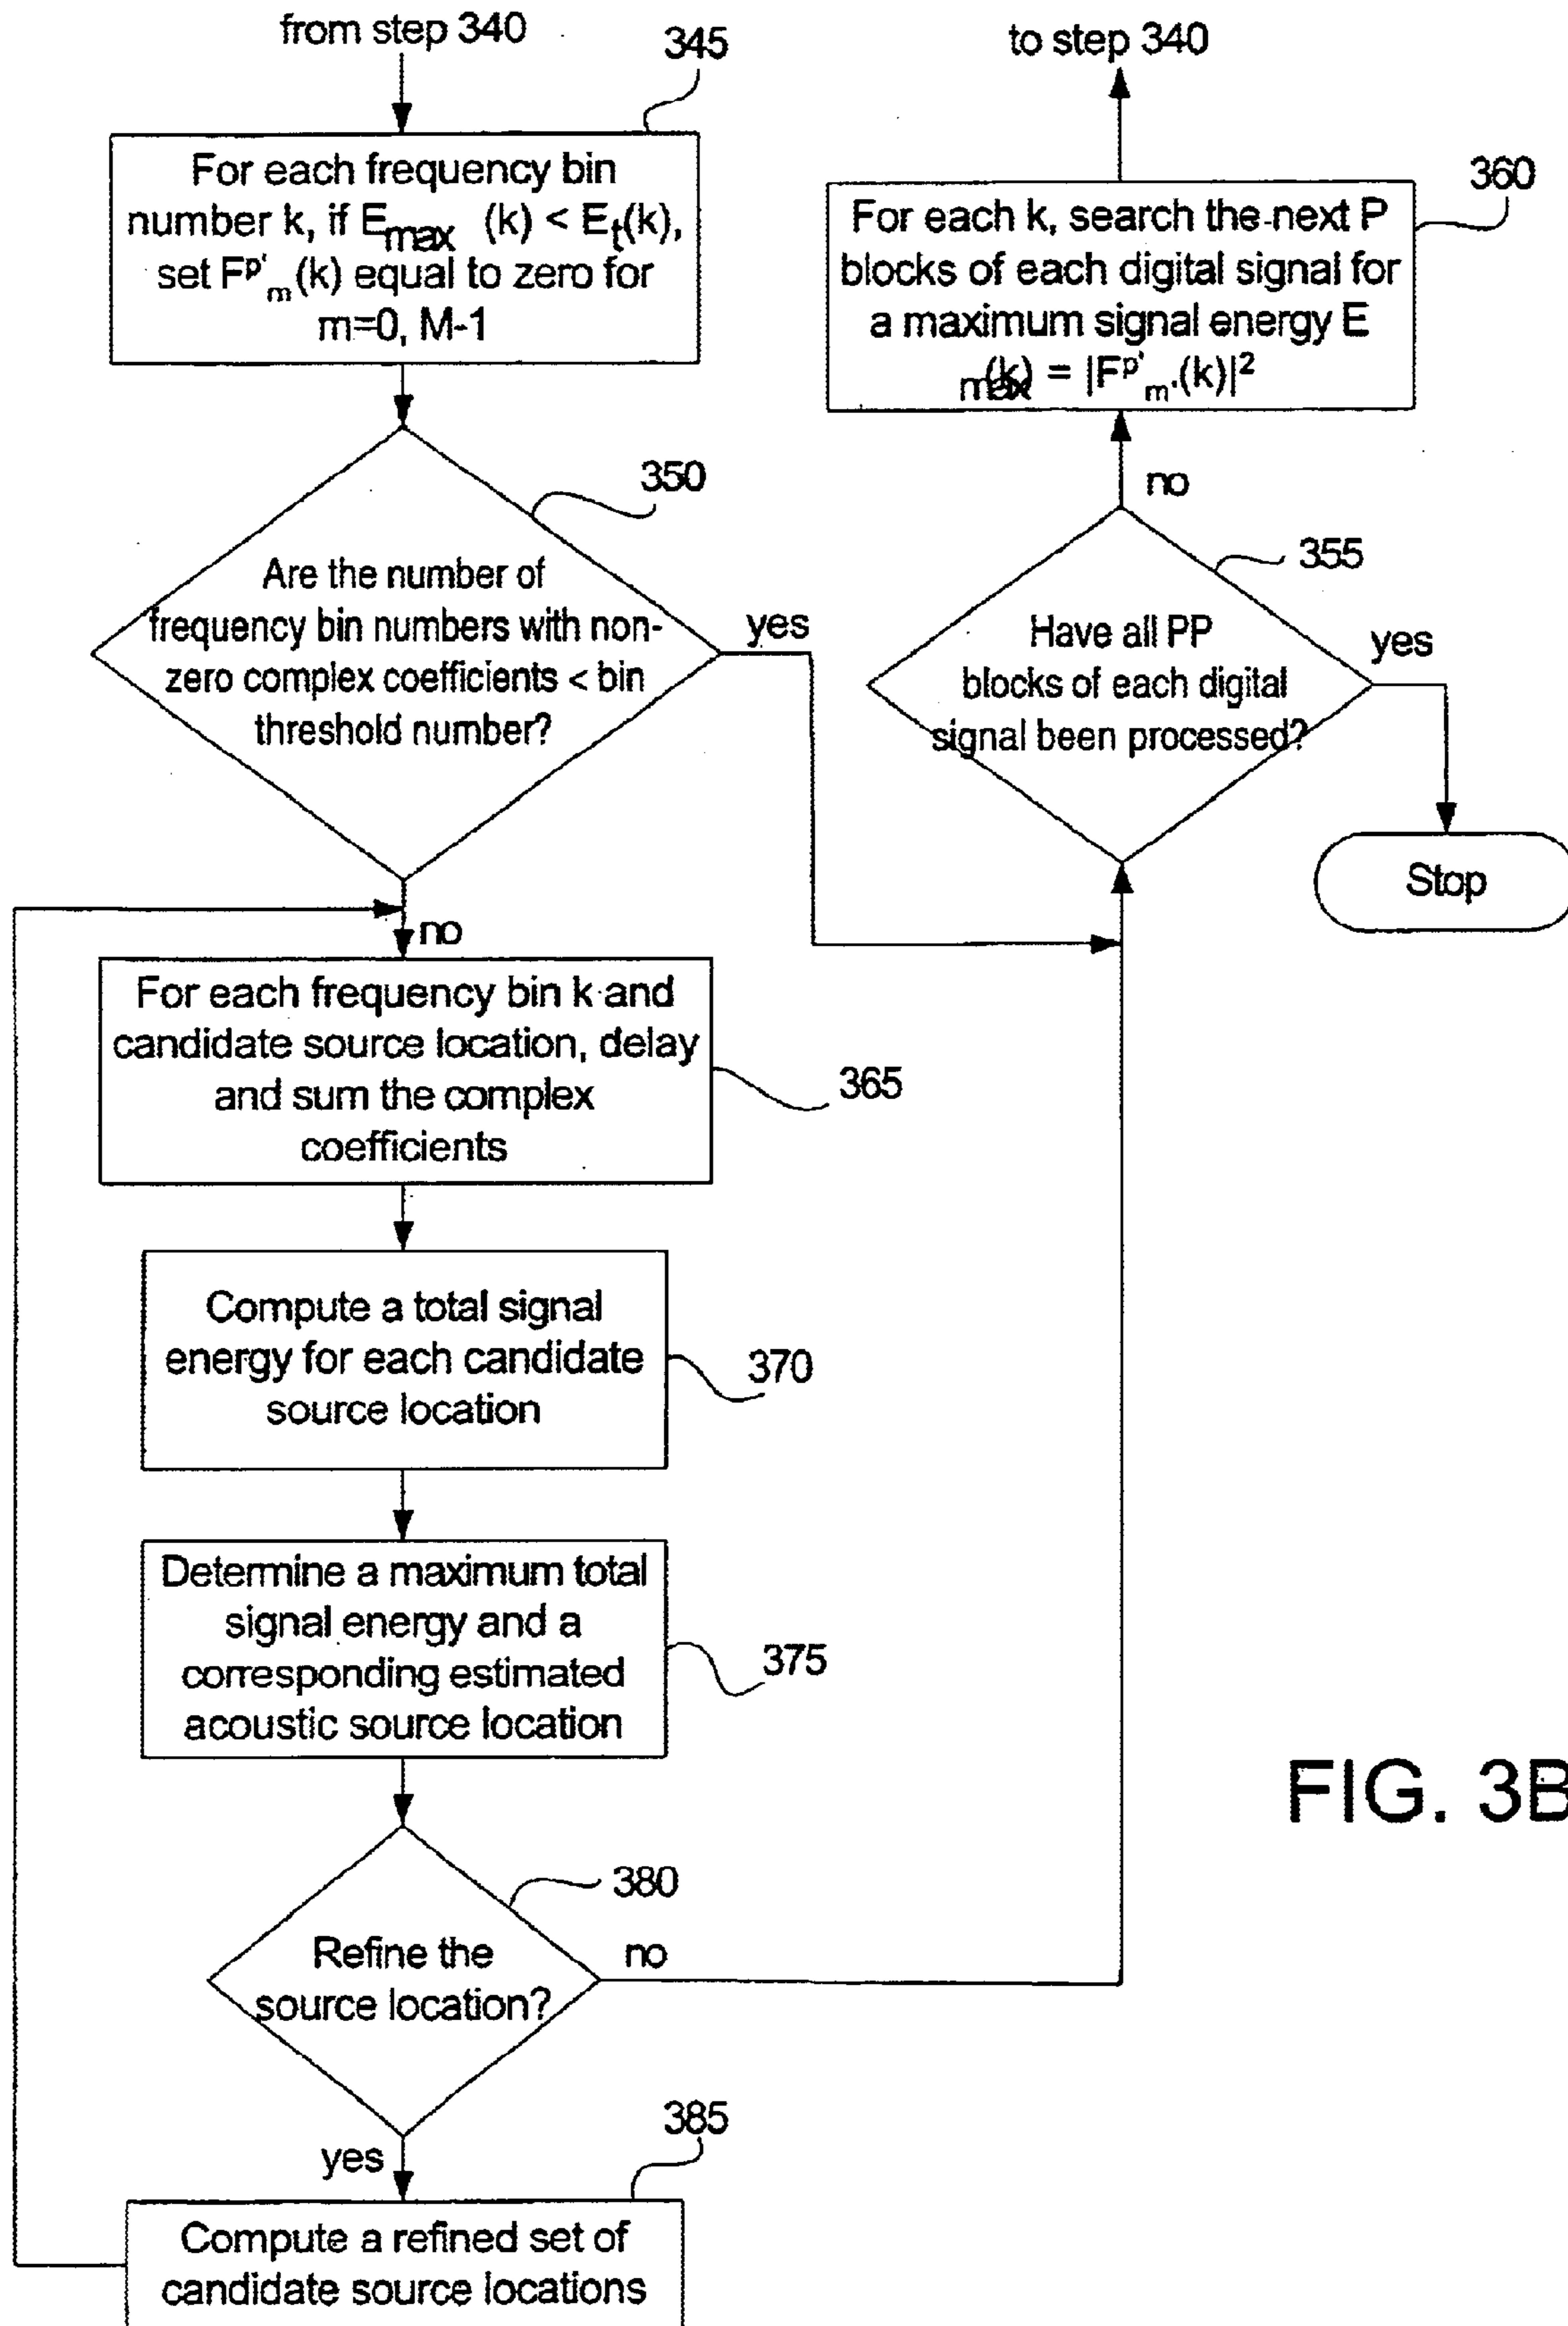 from step 340
345
For each frequency bin
number k, if Emax (k) < Et(k),
set Fp'm(k) equal to zero for
m=0, M-1
350
Are the number of
frequency bin numbers with non-
zero complex coefficients < bin
threshold number?
yes
no
For each frequency bin k and
candidate source location, delay
and sum the complex
coefficients
365
Compute a total signal
energy for each candidate
source location
370
Determine a maximum total
signal energy and a
corresponding estimated
acoustic source location
375
380
Refine the
source location?
no
yes
385
Compute a refined set of
candidate source locations
to step 340
360
For each k, search the next P
blocks of each digital signal for
a maximum signal energy E
max(k) = |Fp'm'(k)|²
no
355
Have all PP
blocks of each digital
signal been processed?
yes
Stop
FIG. 3B